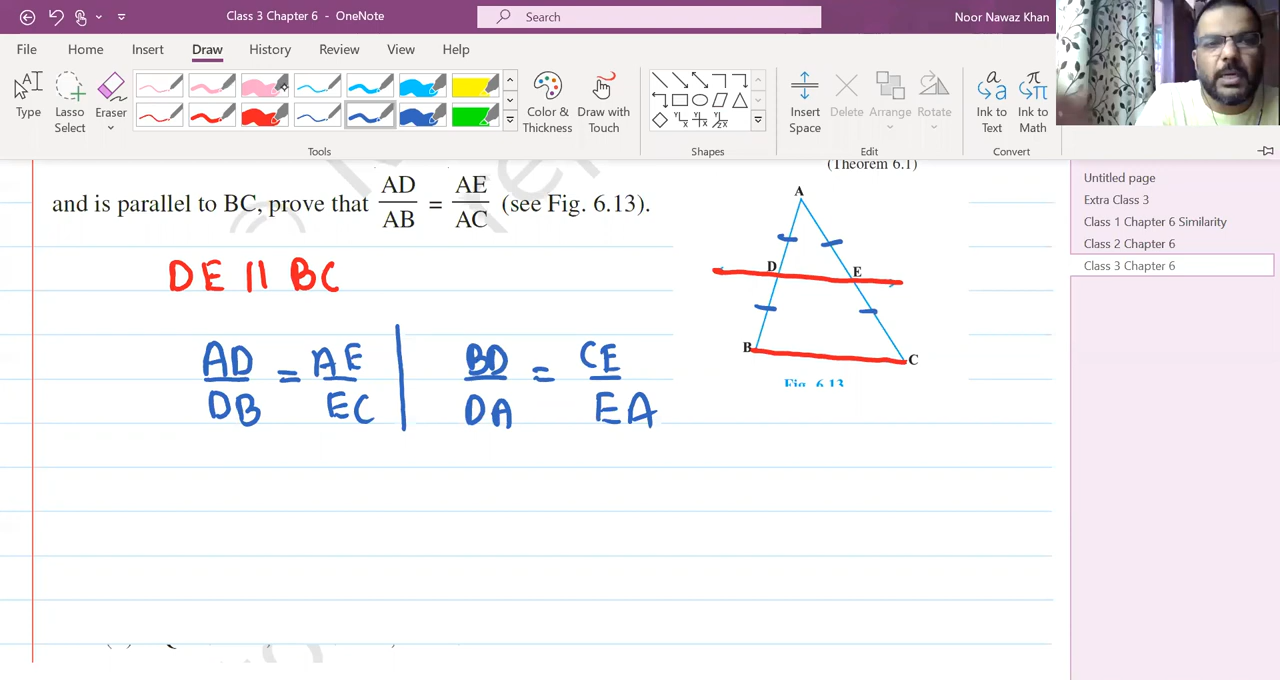 Class 3 Chapter 6 - OneNote
Search
Noor Nawaz Khan
File Home Insert Draw History Review View Help
Type
Lasso Select
Eraser
Color & Thickness
Draw with Touch
Insert Space
Delete
Arrange
Rotate
Ink to Text
Ink to Math
Tools
Shapes
Edit
Convert
(Theorem 6.1)
and is parallel to BC, prove that AD/AB = AE/AC (see Fig. 6.13).
DE || BC
AD/DB = AE/EC | BD/DA = CE/EA
A
D
E
B
C
Fig. 6.13
Untitled page
Extra Class 3
Class 1 Chapter 6 Similarity
Class 2 Chapter 6
Class 3 Chapter 6